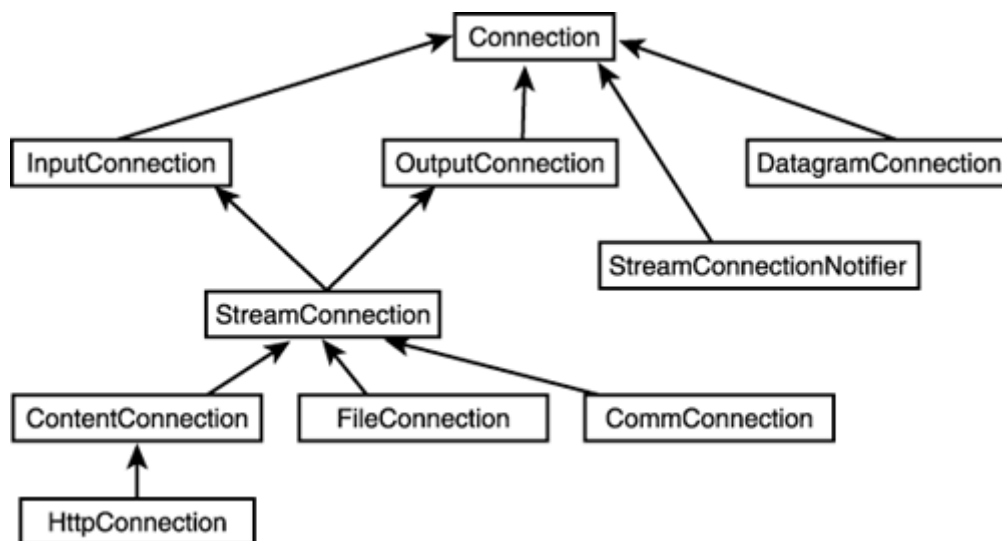 Connection
InputConnection
OutputConnection
DatagramConnection
StreamConnectionNotifier
StreamConnection
ContentConnection
FileConnection
CommConnection
HttpConnection